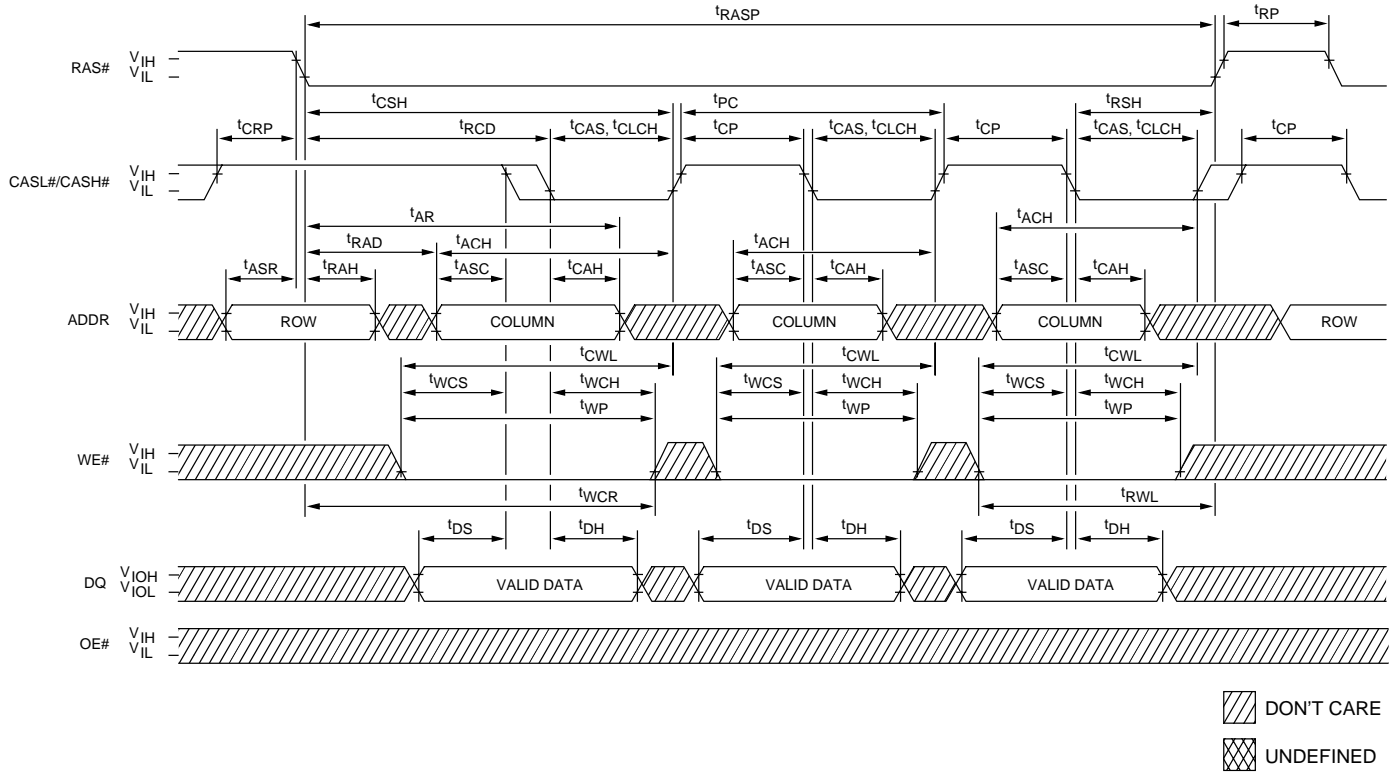 tRASP tRP
RAS# VIH
VIL
tCSH tPC tRSH
tCRP tRCD tCAS, tCLCH tCP tCAS, tCLCH tCP tCAS, tCLCH tCP
CASL#/CASH# VIH
VIL
tAR tACH
tRAD tACH tACH
tASR tRAH tASC tCAH tASC tCAH tASC tCAH
ADDR VIH
VIL
ROW COLUMN COLUMN COLUMN ROW
tCWL tCWL tCWL
tWCS tWCH tWCS tWCH tWCS tWCH
tWP tWP tWP
WE# VIH
VIL
tWCR tRWL
tDS tDH tDS tDH tDS tDH
DQ VIOH
VIOL
VALID DATA VALID DATA VALID DATA
OE# VIH
VIL
DON'T CARE
UNDEFINED